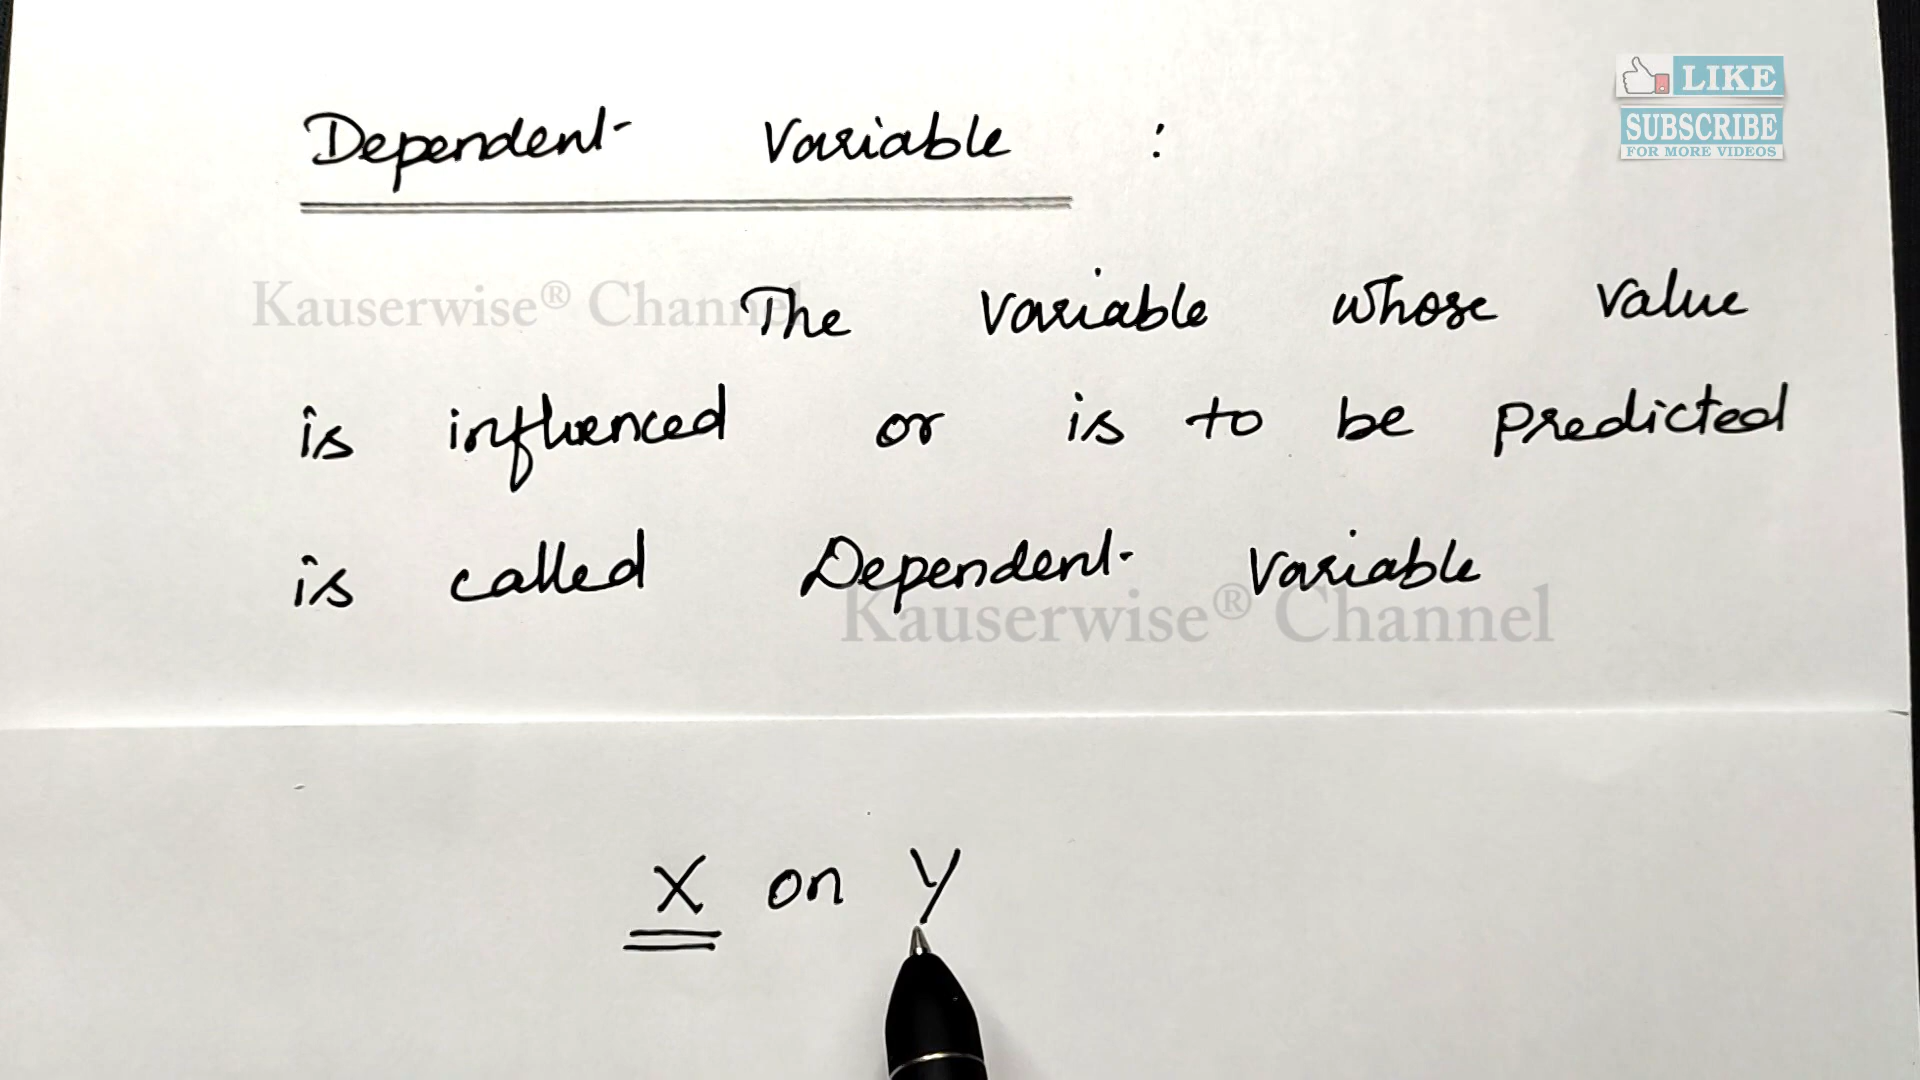 LIKE
SUBSCRIBE
FOR MORE VIDEOS
Dependent Variable :
Kauserwise® Channel
The Variable whose value
is influenced or is to be predicted
is called Dependent Variable
Kauserwise® Channel
X on Y